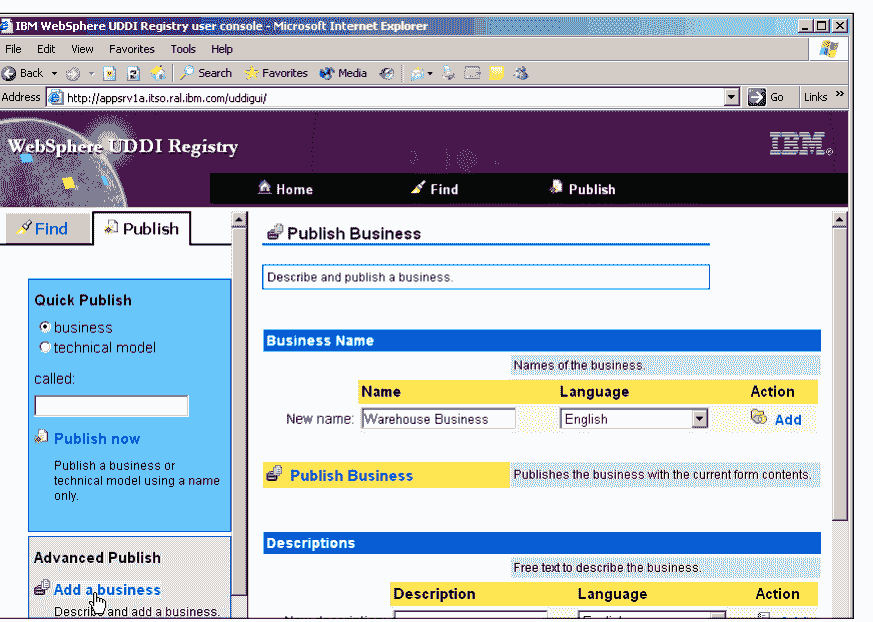 IBM WebSphere UDDI Registry user console - Microsoft Internet Explorer
File Edit View Favorites Tools Help
Back Search Favorites Media
Address http://appsrv1a.itso.ral.ibm.com/uddigui/ Go Links »
WebSphere UDDI Registry IBM®
Home Find Publish
Find Publish
Publish Business
Describe and publish a business.
Quick Publish
business
technical model
called:
Publish now
Publish a business or
technical model using a name
only.
Advanced Publish
Add a business
Describe and add a business.
Business Name
Names of the business.
Name Language Action
New name: Warehouse Business English Add
Publish Business Publishes the business with the current form contents.
Descriptions
Free text to describe the business.
Description Language Action